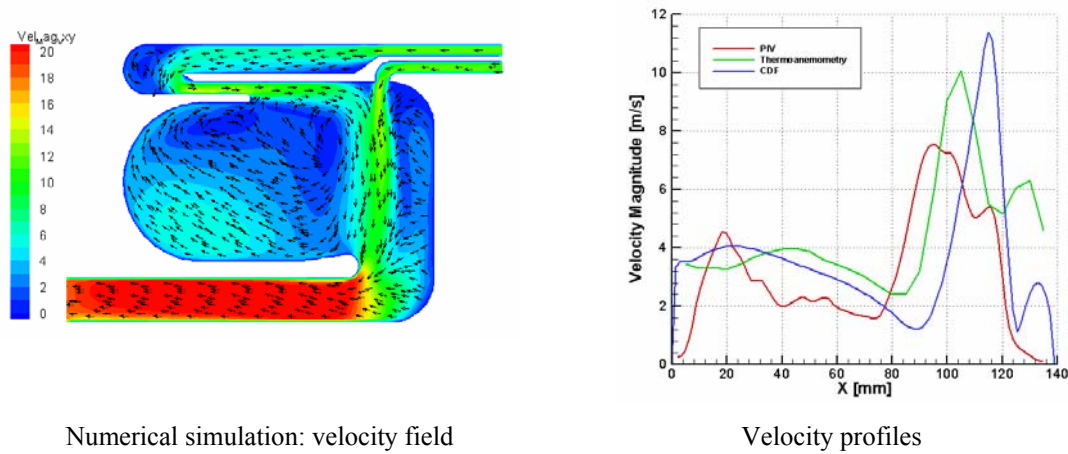 Vel_Mag_xy
20
18
16
14
12
10
8
6
4
2
0
12
10
8
6
4
2
0
Velocity Magnitude [m/s]
PIV
Thermoanemometry
CDF
0 20 40 60 80 100 120 140
X [mm]
Numerical simulation: velocity field
Velocity profiles